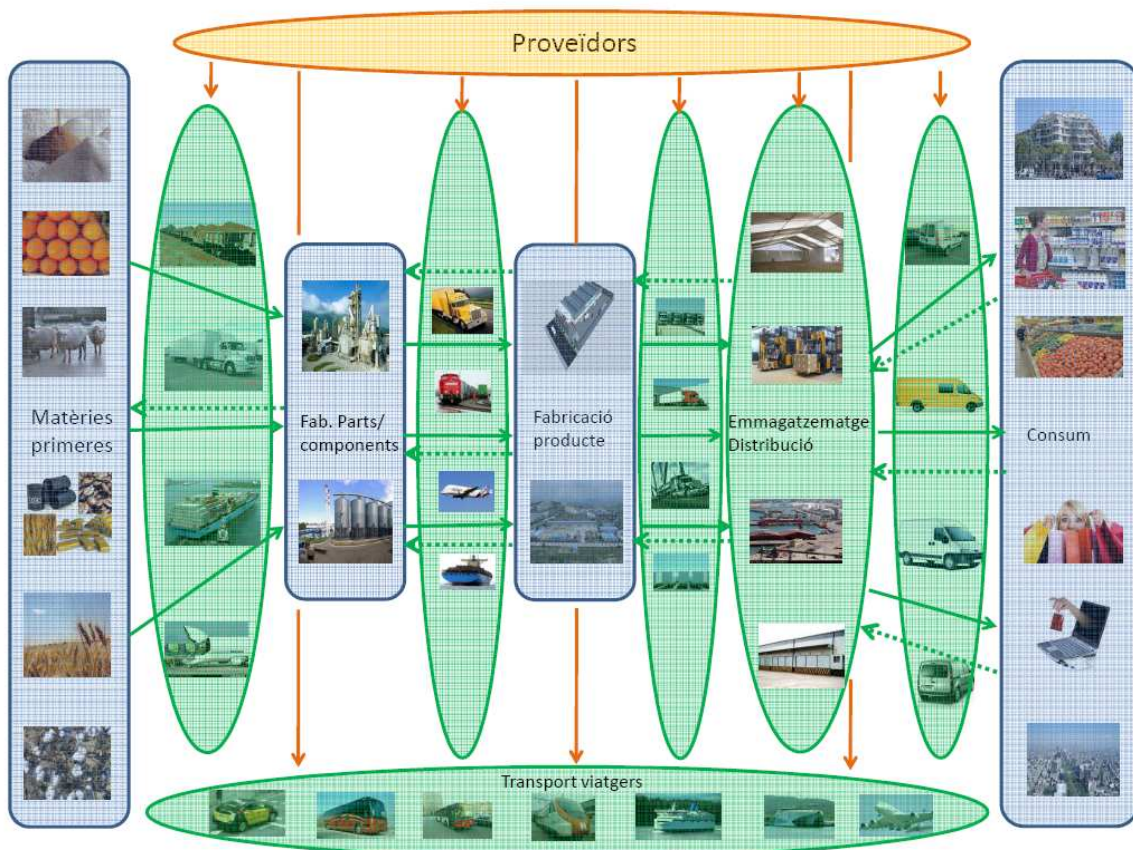 Proveïdors
Matèries
primeres
Fab. Parts/
components
Fabricació
producte
Emmagatzematge
Distribució
Consum
Transport viatgers